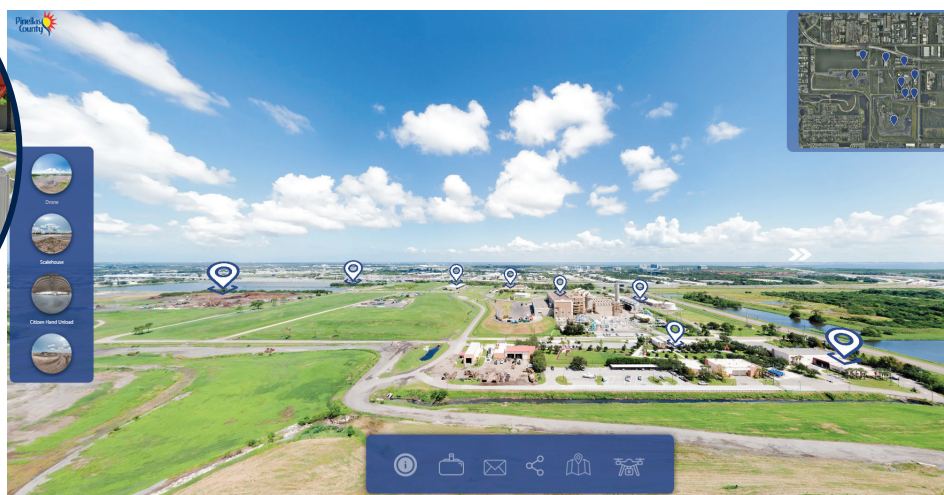 Pinellas
County
Drone
Scalehouse
Citizen Hand Unload